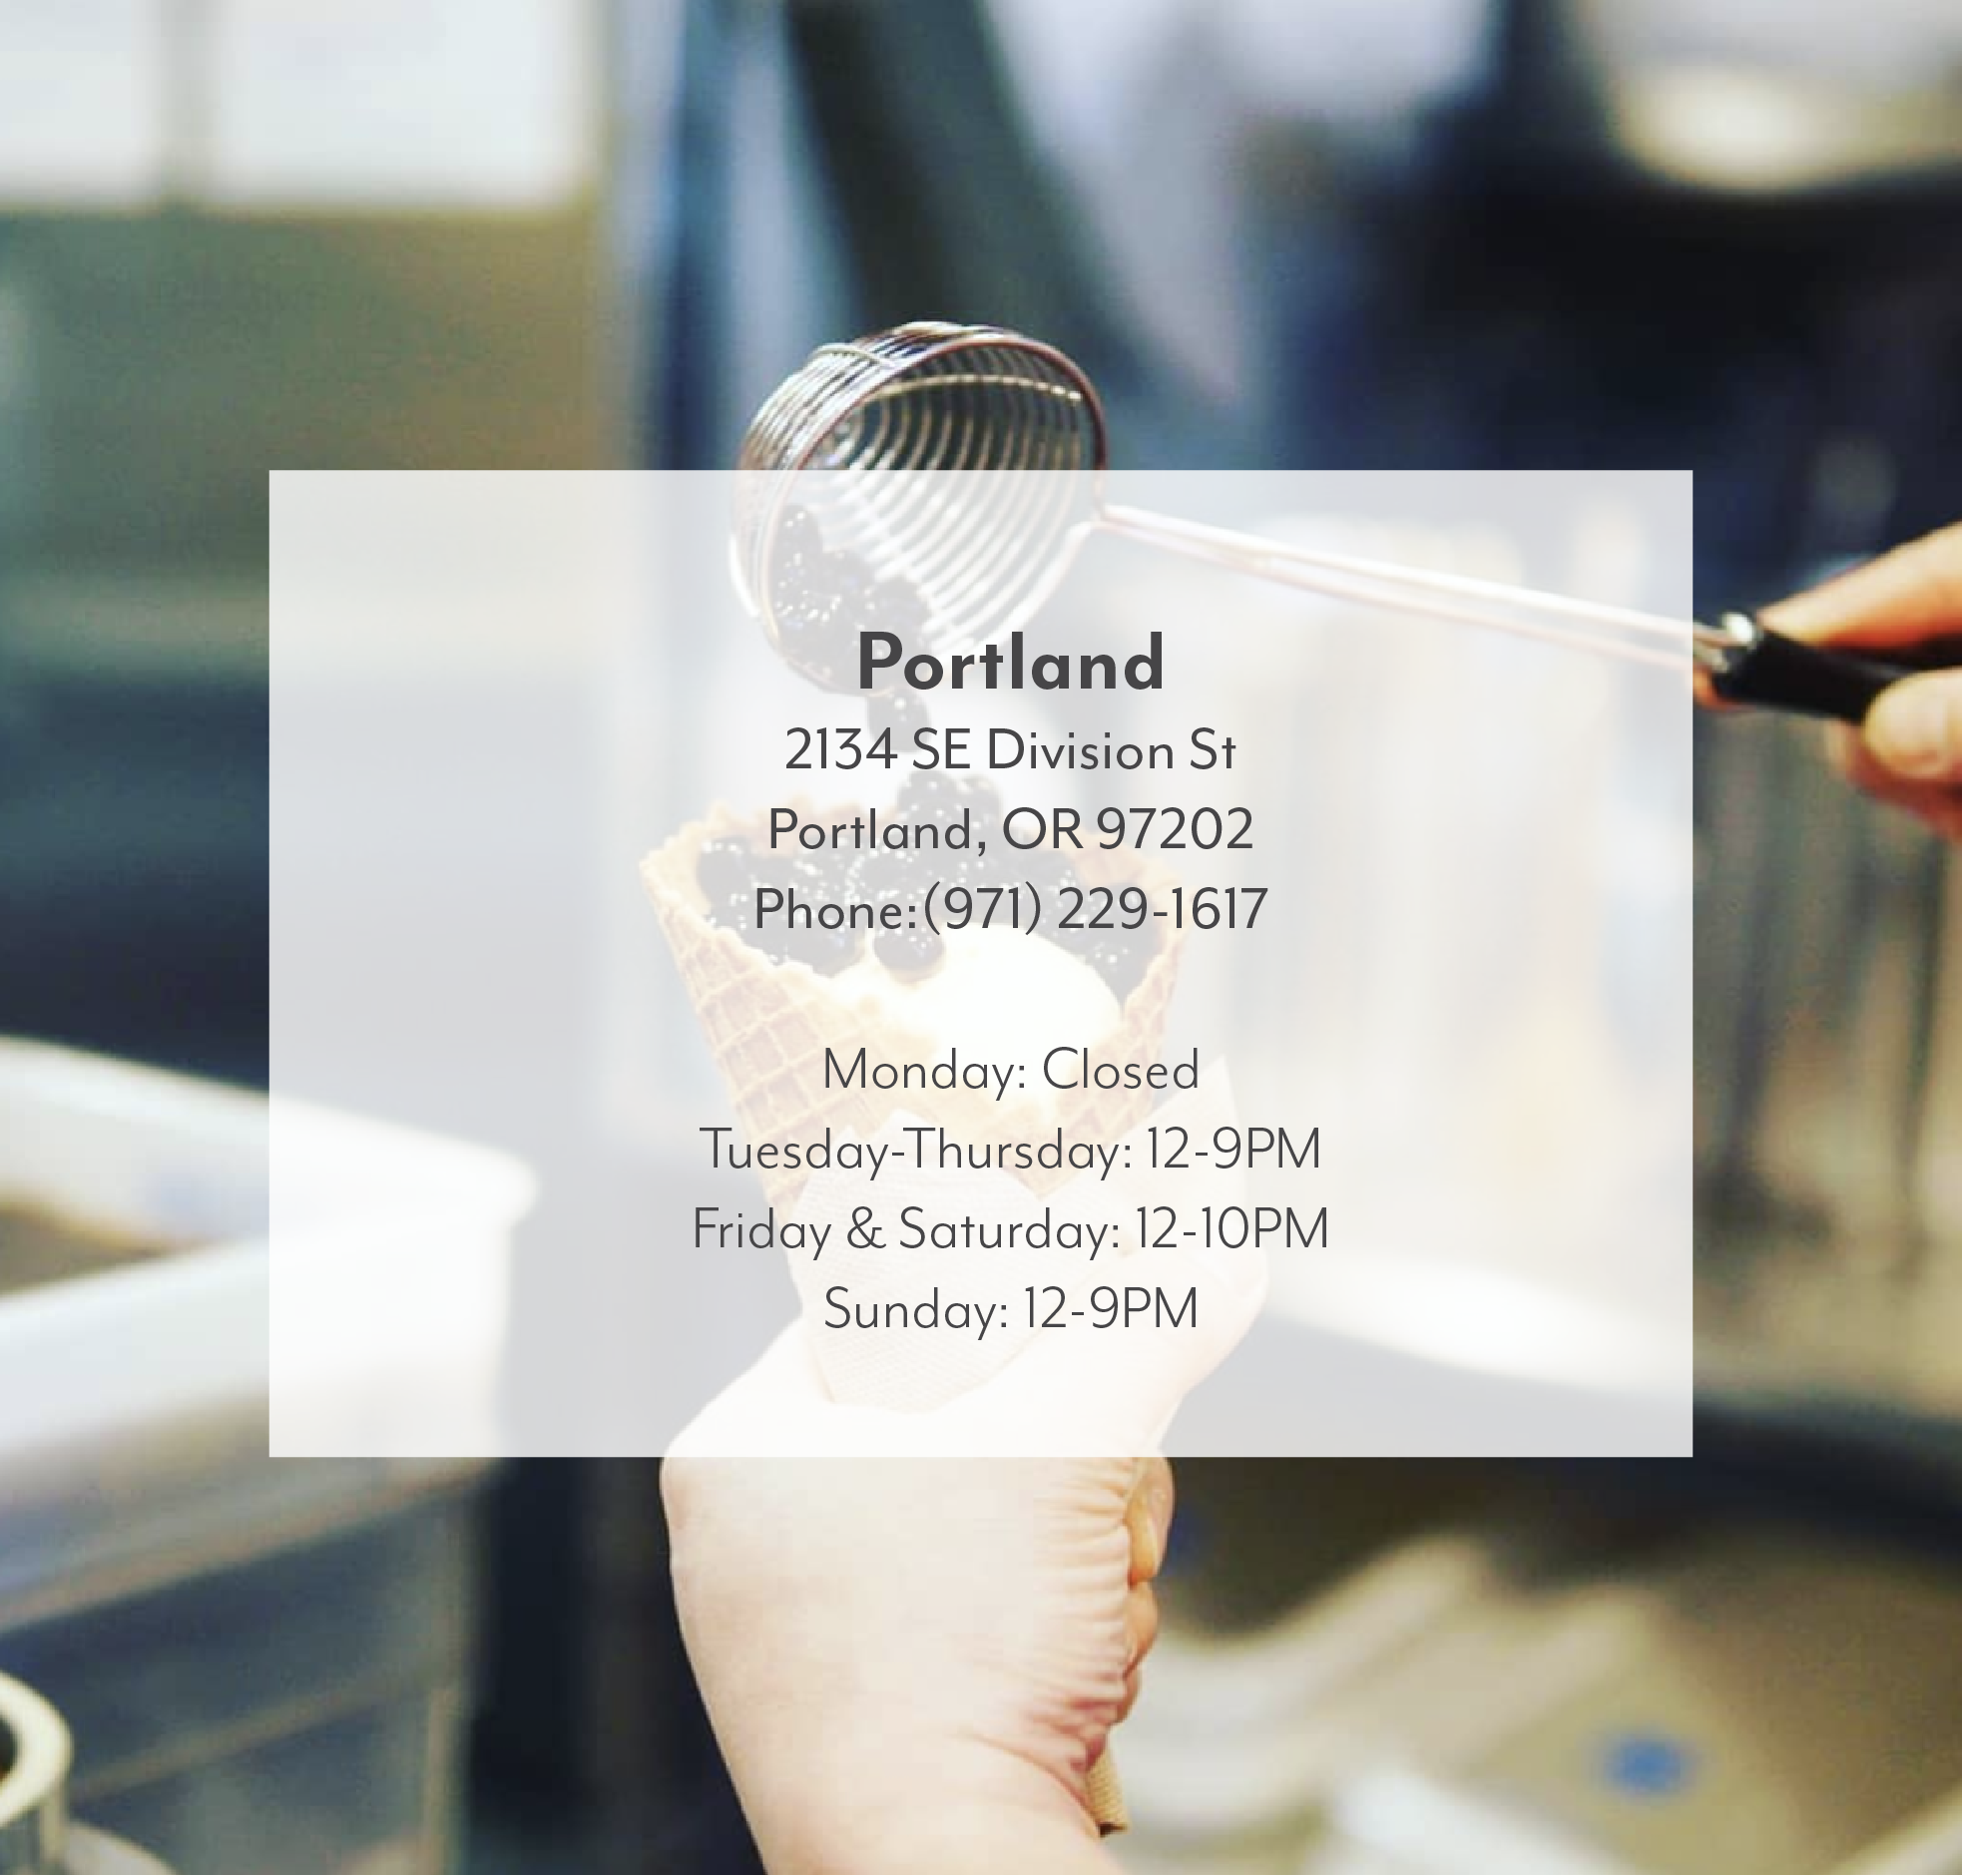 Portland
2134 SE Division St
Portland, OR 97202
Phone:(971) 229-1617
Monday: Closed
Tuesday-Thursday: 12-9PM
Friday & Saturday: 12-10PM
Sunday: 12-9PM